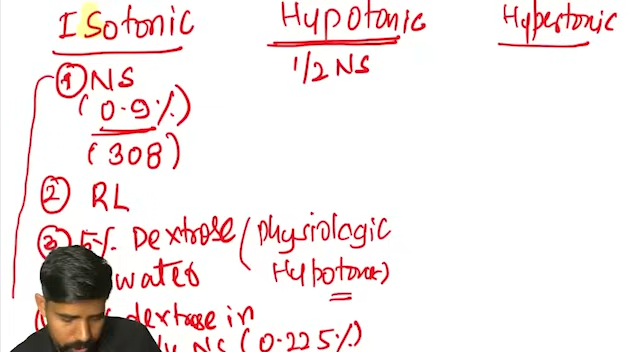 ISotonic
Hypotonic
Hypertonic
① NS
(0.9%)
(308)
1/2 NS
② RL
③ 5% Dextrose (physiologic
water Hypotonic)
dextrose in
NS (0.225%)